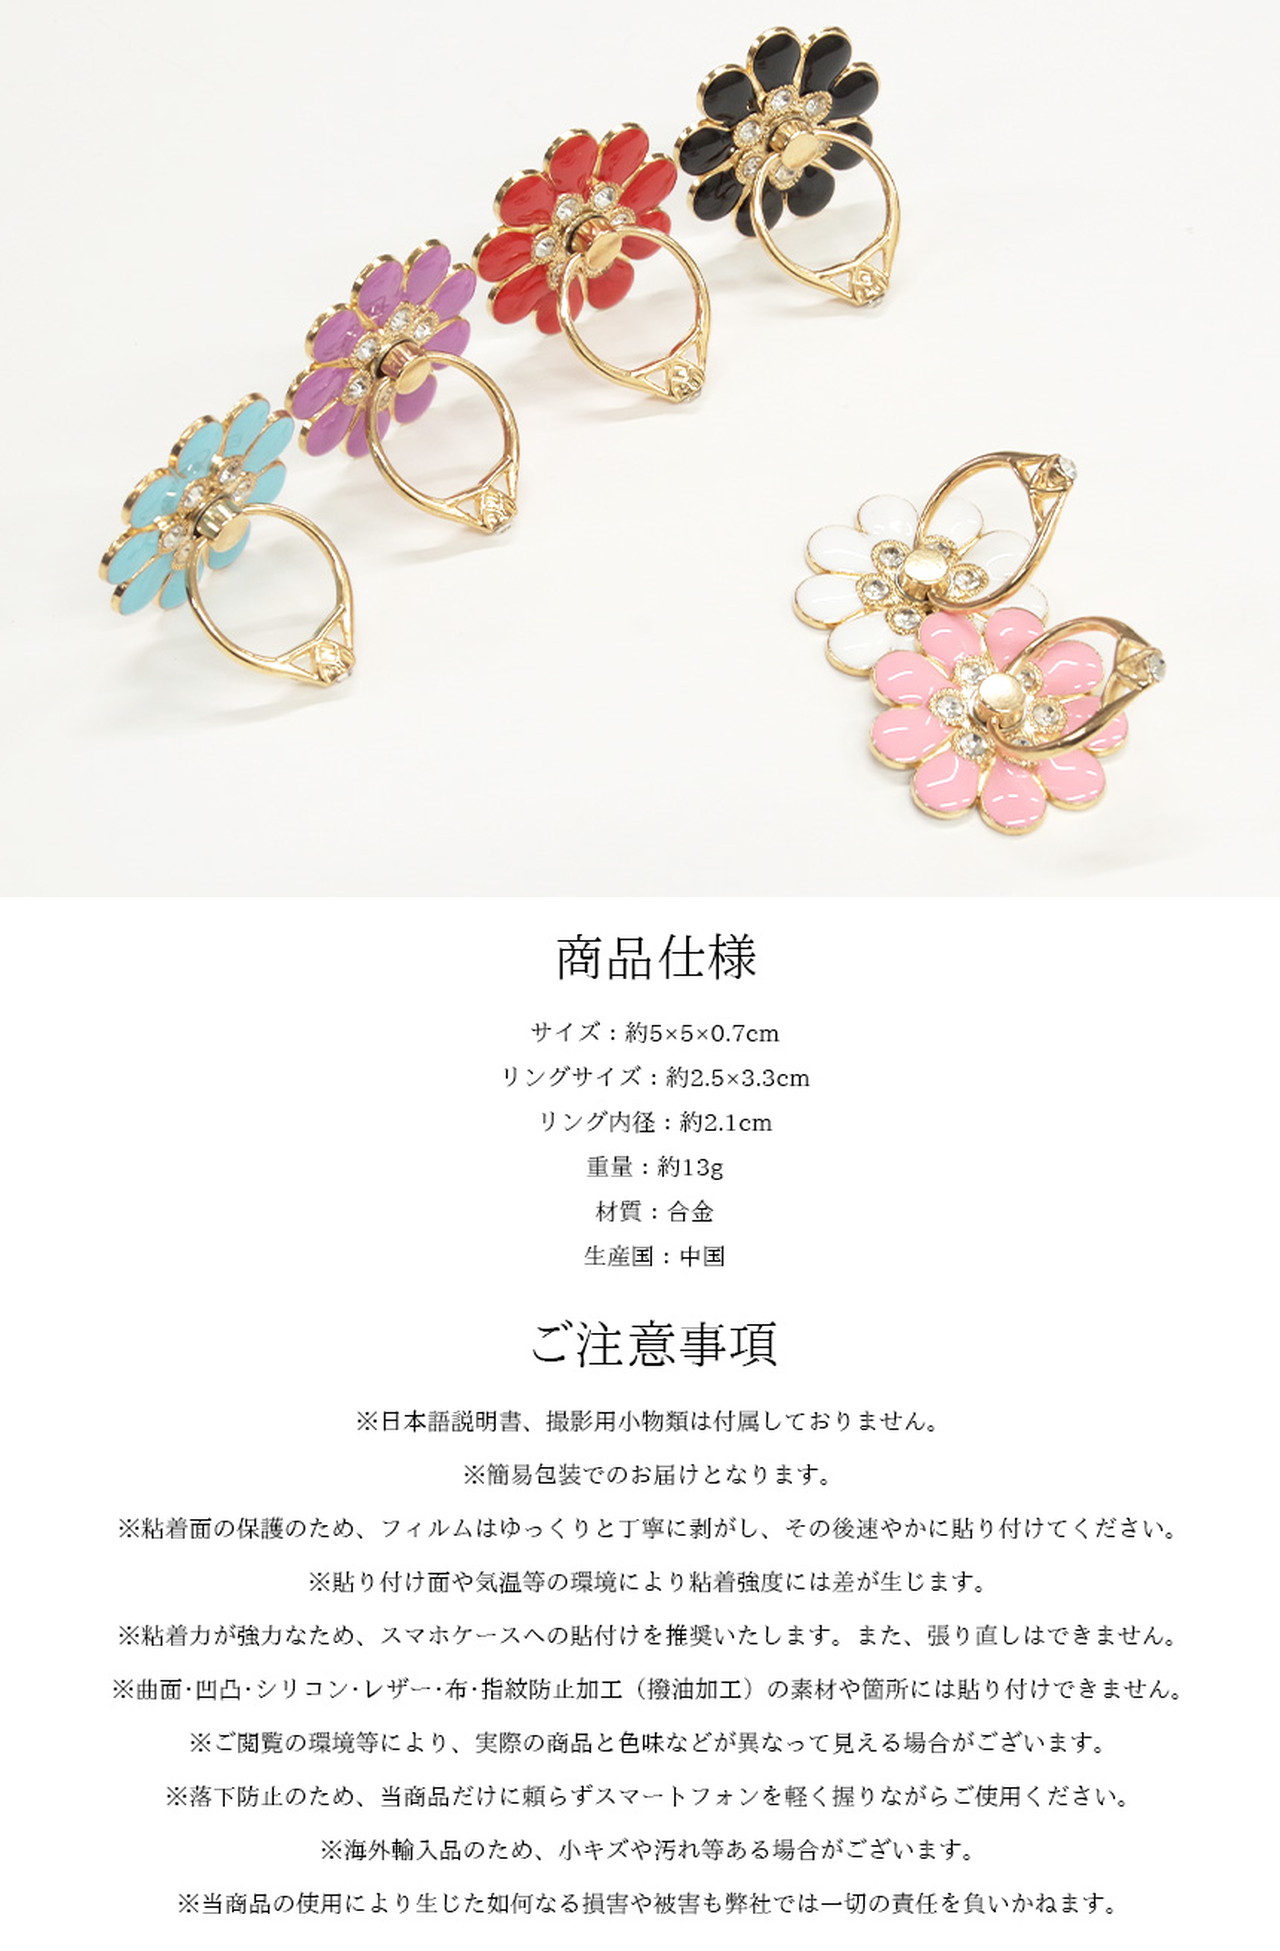 商品仕様
サイズ：約5×5×0.7cm
リングサイズ：約2.5×3.3cm
リング内径：約2.1cm
重量：約13g
材質：合金
生産国：中国
ご注意事項
※日本語説明書、撮影用小物類は付属しておりません。
※簡易包装でのお届けとなります。
※粘着面の保護のため、フィルムはゆっくりと丁寧に剥がし、その後速やかに貼り付けてください。
※貼り付け面や気温等の環境により粘着強度には差が生じます。
※粘着力が強力なため、スマホケースへの貼付けを推奨いたします。また、張り直しはできません。
※曲面･凹凸･シリコン･レザー･布･指紋防止加工（撥油加工）の素材や箇所には貼り付けできません。
※ご閲覧の環境等により、実際の商品と色味などが異なって見える場合がございます。
※落下防止のため、当商品だけに頼らずスマートフォンを軽く握りながらご使用ください。
※海外輸入品のため、小キズや汚れ等ある場合がございます。
※当商品の使用により生じた如何なる損害や被害も弊社では一切の責任を負いかねます。